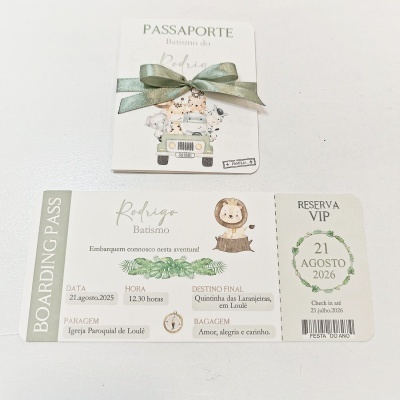 PASSAPORTE
Batismo do
Rodrigo
BOARDING PASS
Rodrigo
Batismo
Embarquem connosco nesta aventura!
DATA
21.agosto.2025
HORA
12.30 horas
DESTINO FINAL
Quintinha das Laranjeiras,
em Loulé
PARAGEM
Igreja Paroquial de Loulé
BAGAGEM
Amor, alegria e carinho.
RESERVA
VIP
21
AGOSTO
2026
Check in até
21.julho.2026
FESTA DO ANO